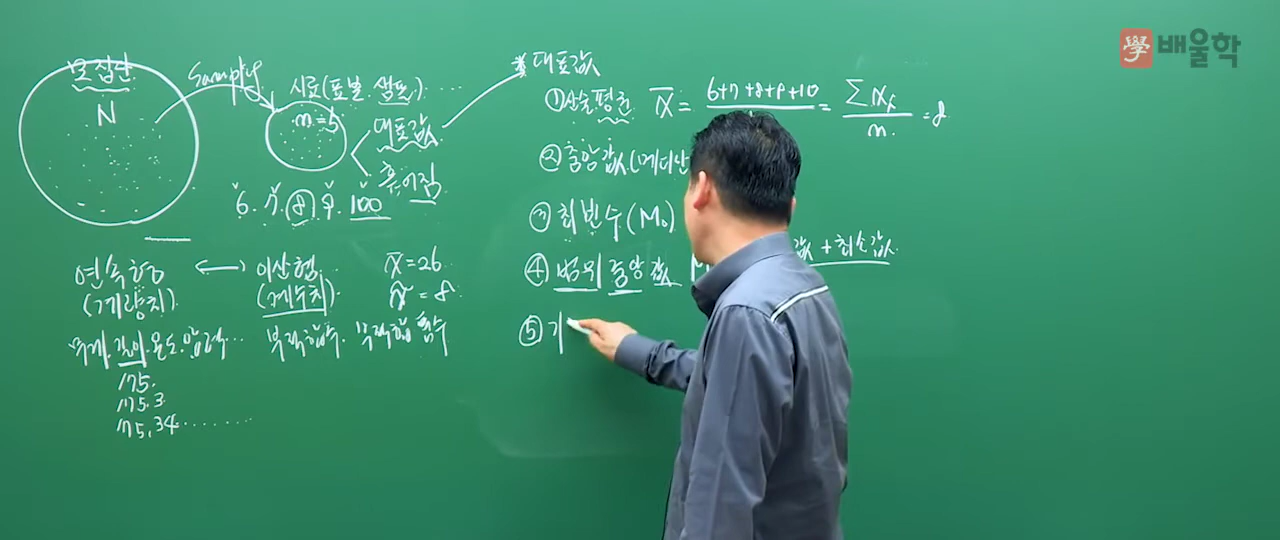 배울학
모집단
N
Sampling
시료(표본. 샘프)....
n=5
대표값
흩어짐
6. 7. 8 9. 100
연속형 ↔ 이산형
(계량치) (계수치).
x̄=26
x̃=8
무게. 길이. 온도. 압력...
부적합수. 부적합품수
175.
175.3
175.34........
* 대표값
①산술평균 x̄ = 6+7+8+9+10 = Σxᵢ/n =8
②중앙값(메디안
③ 최빈수(M₀)
④ 범위중앙값 M 값 + 최소값
⑤ 기